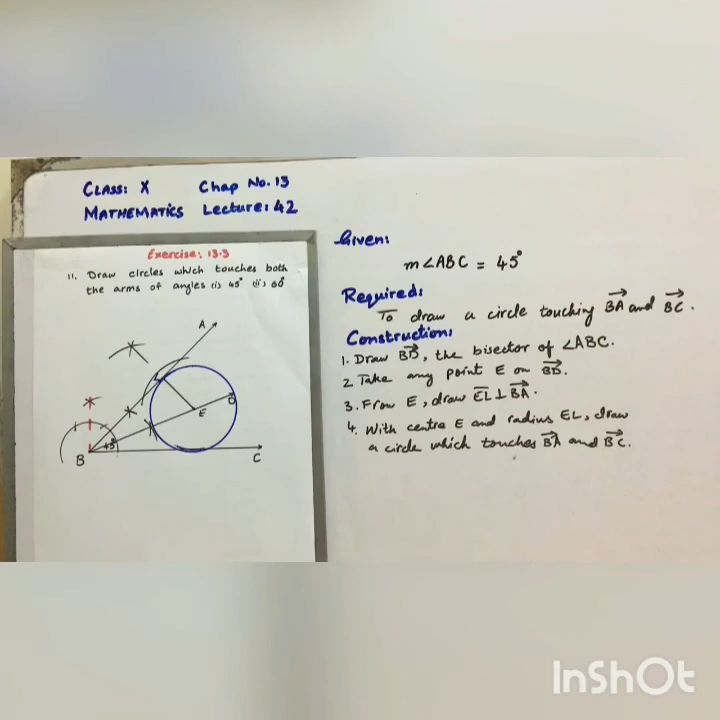 CLASS: X Chap No. 13
MATHEMATICS Lecture: 42
Exercise: 13.3
11. Draw circles which touches both
the arms of angles (i) 45° (ii) 60°
A
L
D
E
45°
B
C
Given:
m∠ABC = 45°
Required:
To draw a circle touching BA and BC.
Construction:
1. Draw BD, the bisector of ∠ABC.
2. Take any point E on BD.
3. From E, draw EL ⊥ BA.
4. With centre E and radius EL, draw
a circle which touches BA and BC.
InShOt